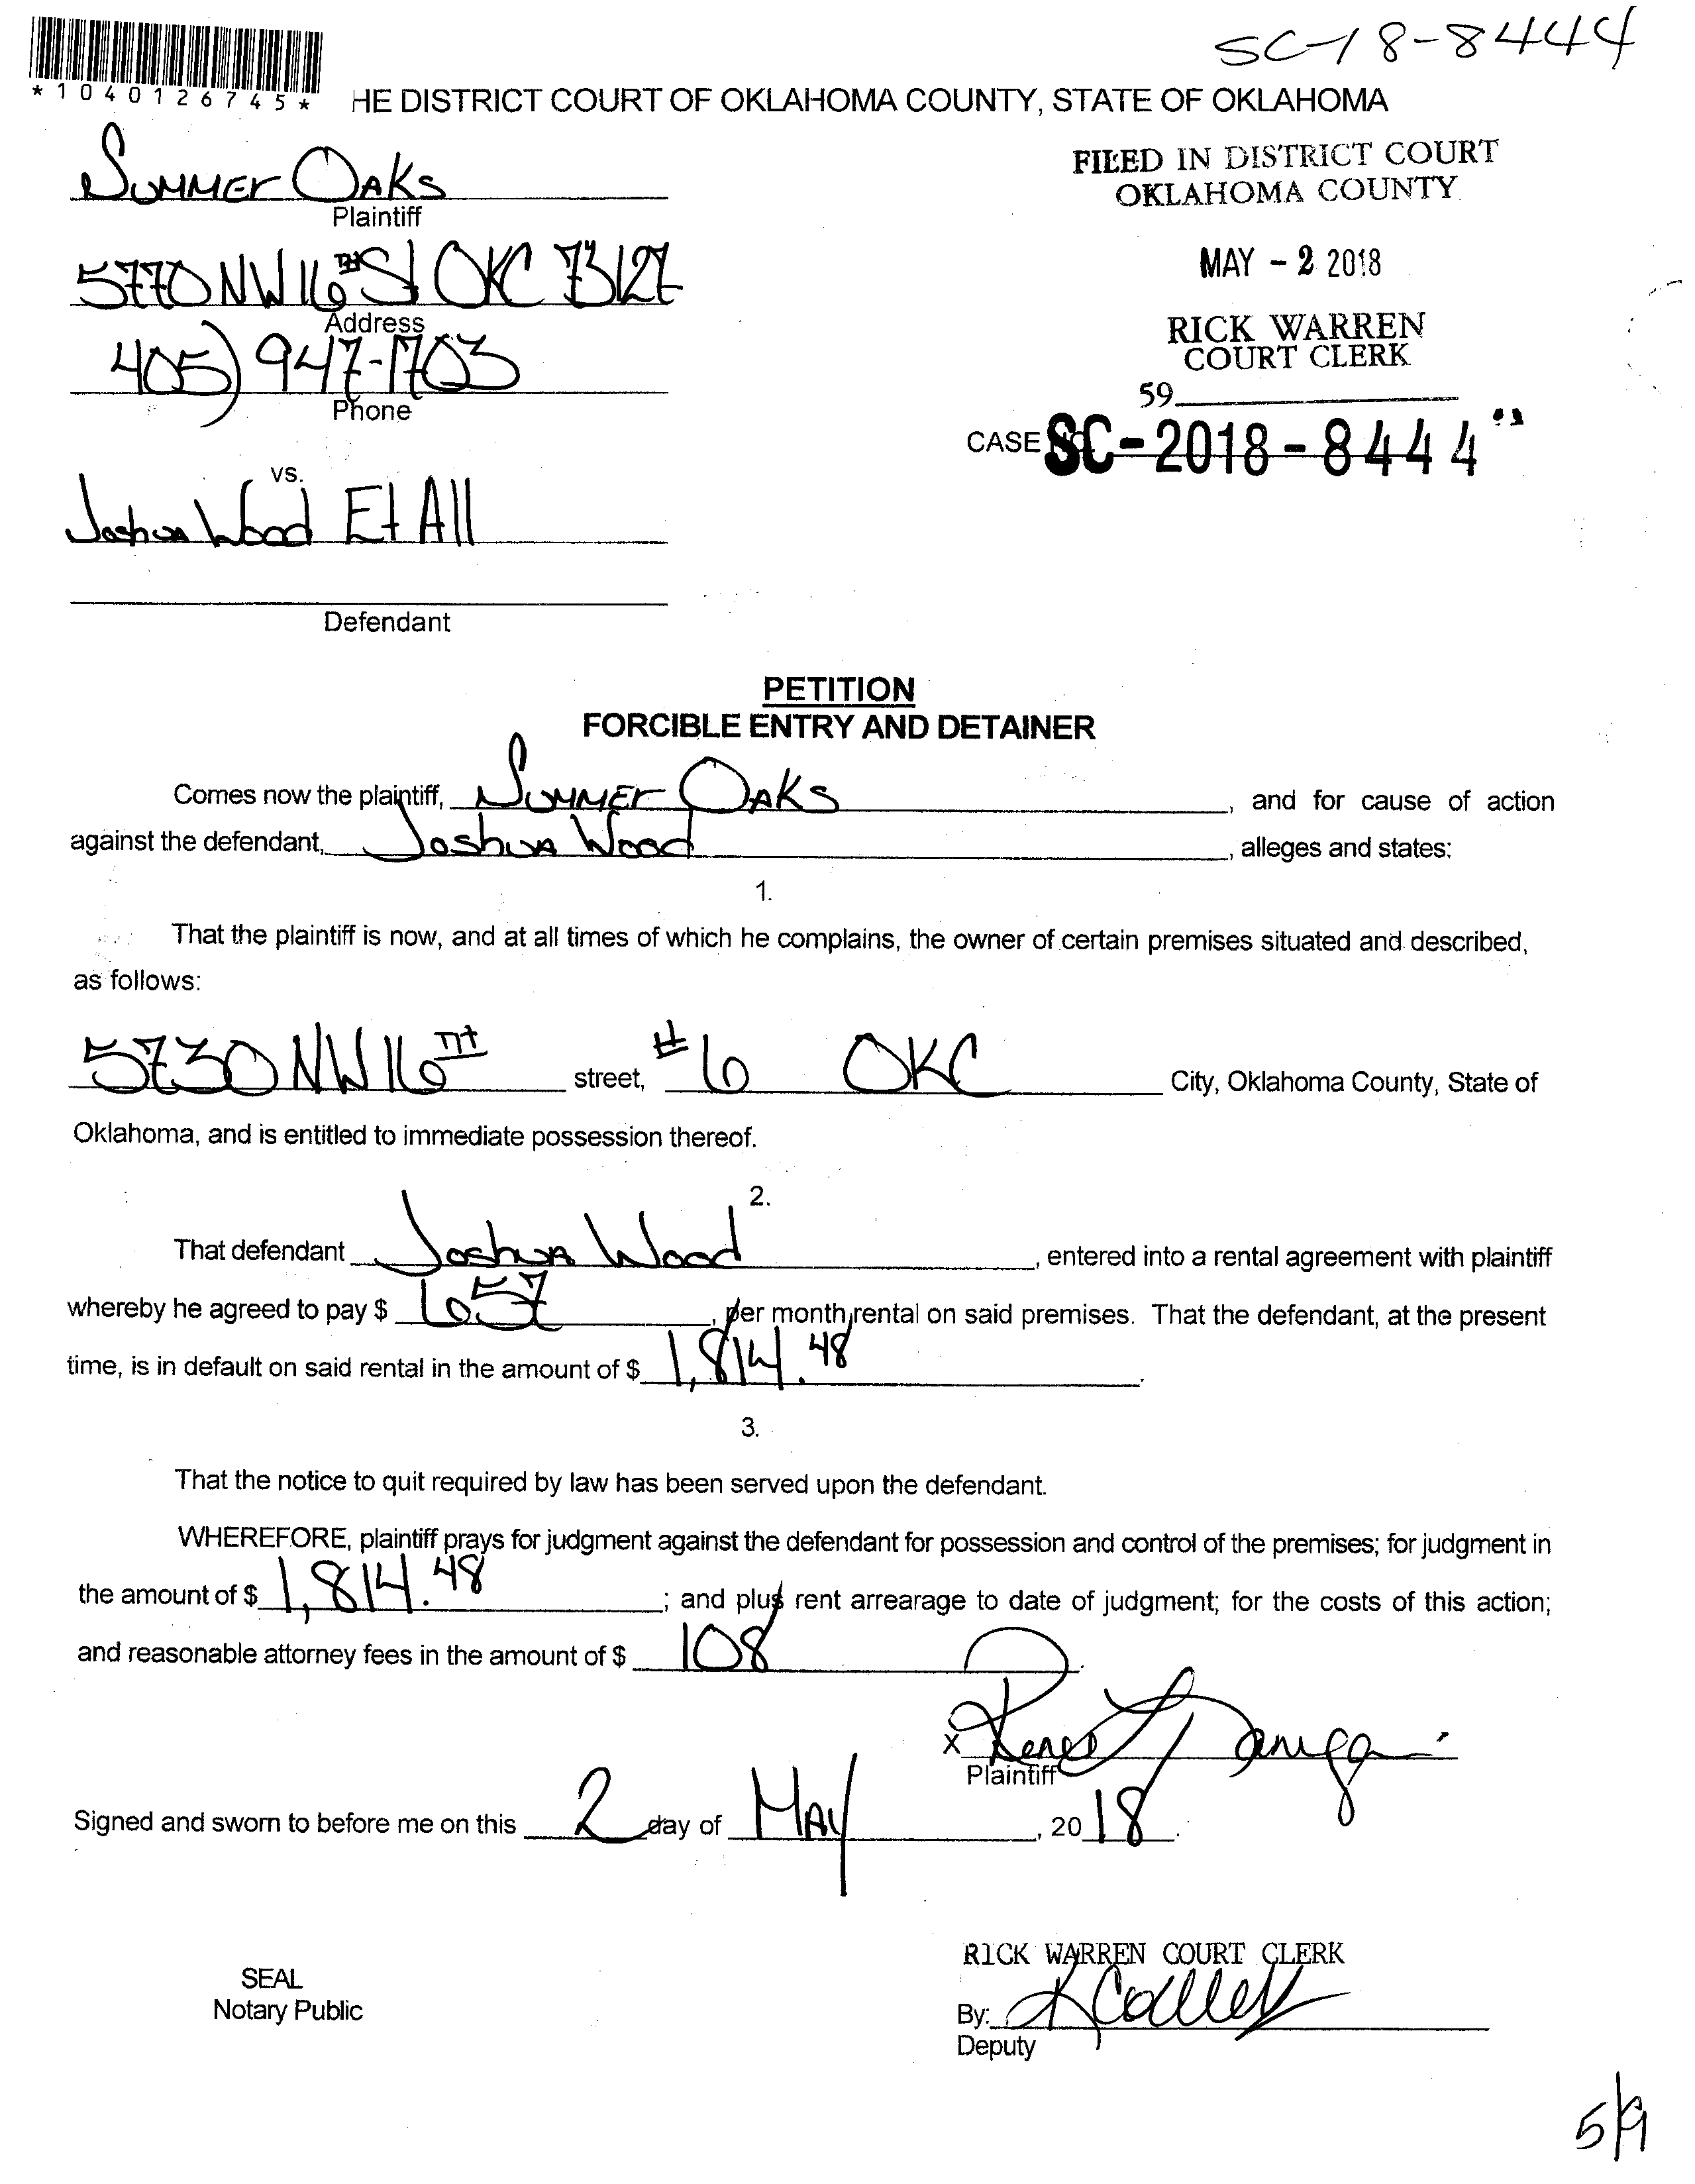 SC-18-8444
*1040126745*
HE DISTRICT COURT OF OKLAHOMA COUNTY, STATE OF OKLAHOMA
Summer Oaks
Plaintiff
5770 NW 16TH St OKC 73127
Address
405) 947-1703
Phone
FILED IN DISTRICT COURT
OKLAHOMA COUNTY
MAY - 2 2018
RICK WARREN
COURT CLERK
59
CASE NO. SC-2018-8444
vs.
Joshua Wood Et All
Defendant
PETITION
FORCIBLE ENTRY AND DETAINER
Comes now the plaintiff, Summer Oaks, and for cause of action
against the defendant, Joshua Wood, alleges and states:
1.
That the plaintiff is now, and at all times of which he complains, the owner of certain premises situated and described,
as follows:
5730 NW 16TH street, #6 OKC City, Oklahoma County, State of
Oklahoma, and is entitled to immediate possession thereof.
2.
That defendant Joshua Wood, entered into a rental agreement with plaintiff
whereby he agreed to pay $ 657, per month, rental on said premises. That the defendant, at the present
time, is in default on said rental in the amount of $ 1,814.48.
3.
That the notice to quit required by law has been served upon the defendant.
WHEREFORE, plaintiff prays for judgment against the defendant for possession and control of the premises; for judgment in
the amount of $ 1,814.48; and plus rent arrearage to date of judgment; for the costs of this action;
and reasonable attorney fees in the amount of $ 108.
X
Plaintiff
Signed and sworn to before me on this 2 day of May, 2018.
SEAL
Notary Public
RICK WARREN COURT CLERK
By:
Deputy
5/9